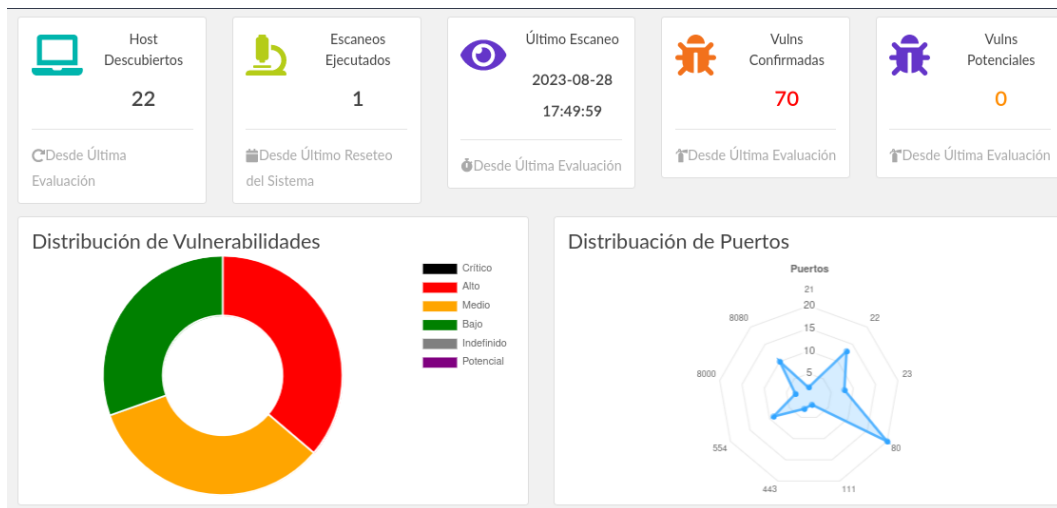 Host
Descubiertos
22
Desde Última
Evaluación
Escaneos
Ejecutados
1
Desde Último Reseteo
del Sistema
Último Escaneo
2023-08-28
17:49:59
Desde Última Evaluación
Vulns
Confirmadas
70
Desde Última Evaluación
Vulns
Potenciales
0
Desde Última Evaluación
Distribución de Vulnerabilidades
Crítico
Alto
Medio
Bajo
Indefinido
Potencial
Distribuación de Puertos
Puertos
21
20
8080
22
15
10
8000
5
23
554
80
443
111